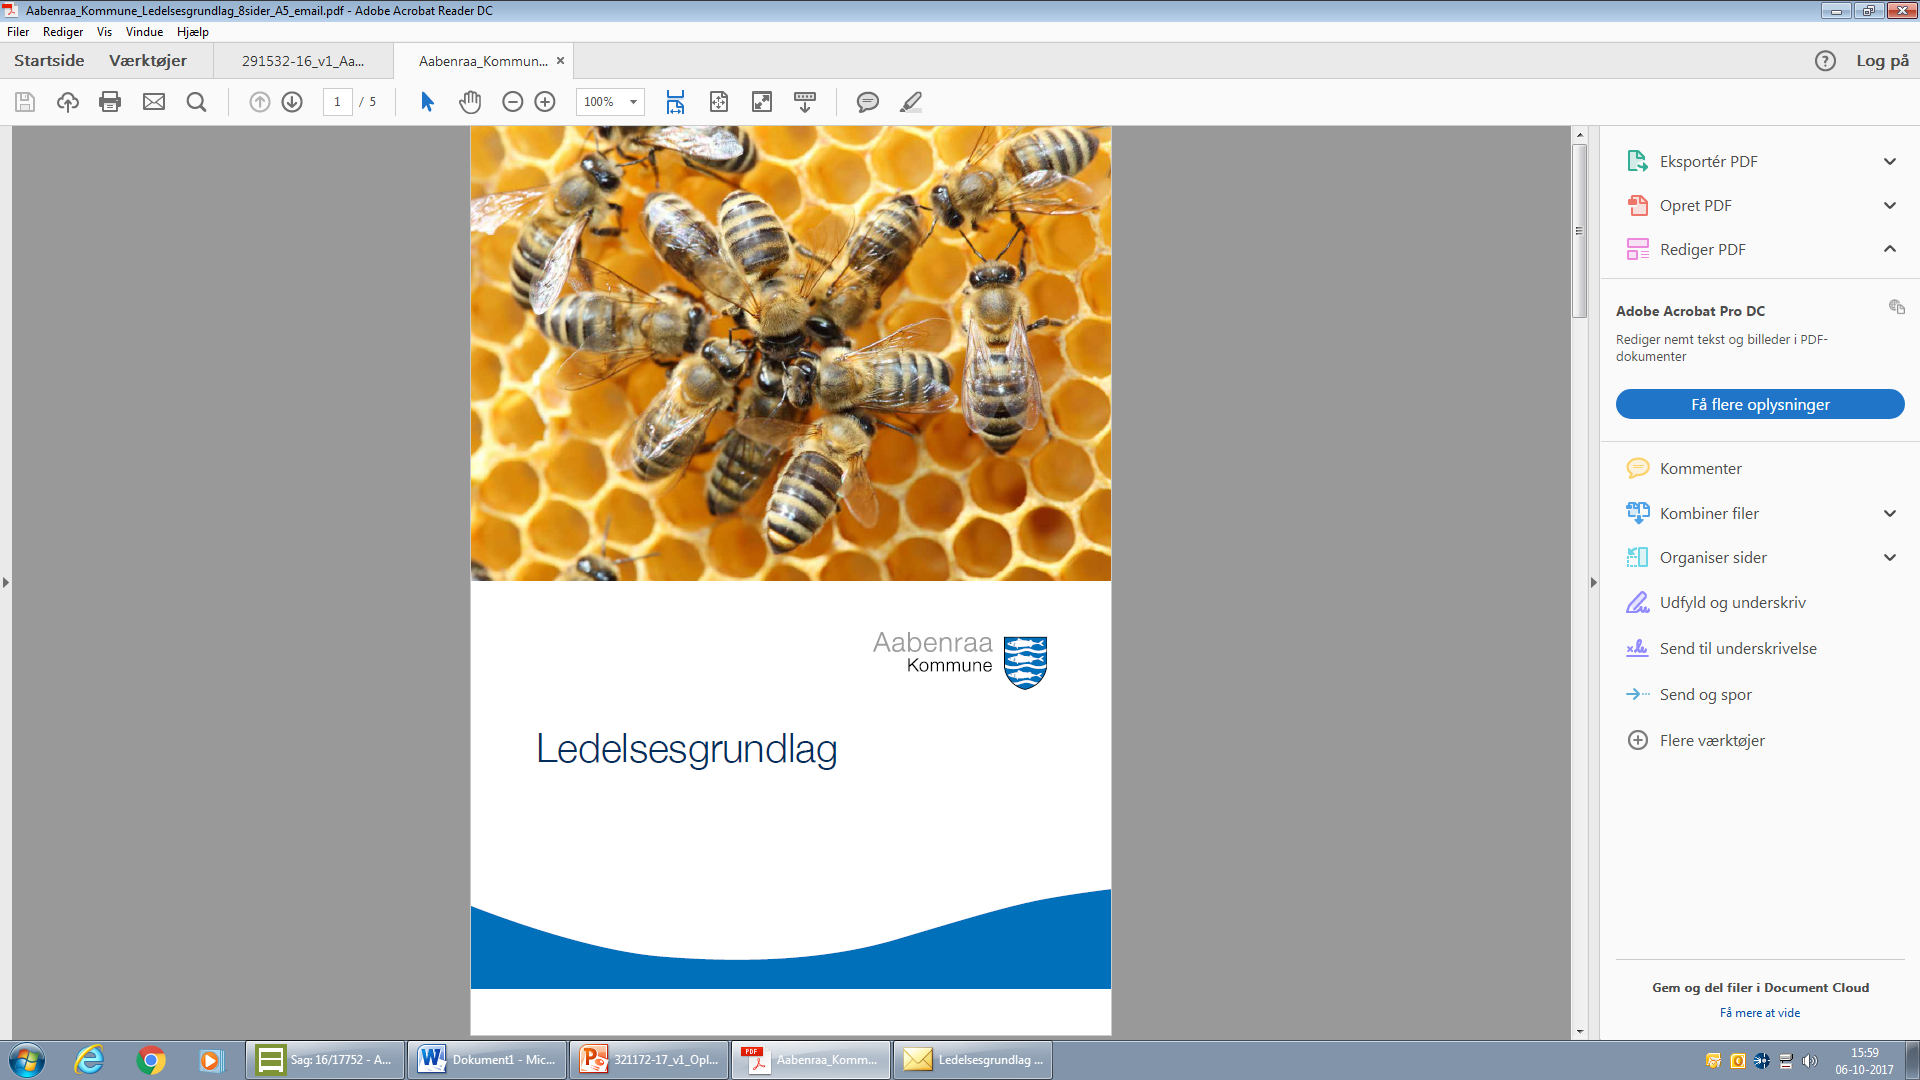 Aabenraa_Kommune_Ledelsesgrundlag_8sider_A5_email.pdf - Adobe Acrobat Reader DC
Filer Rediger Vis Vindue Hjælp
Startside Værktøjer 291532-16_v1_Aa... Aabenraa_Kommun... × ? Log på
1 / 5 100%
Eksportér PDF
Opret PDF
Rediger PDF
Adobe Acrobat Pro DC
Rediger nemt tekst og billeder i PDF-
dokumenter
Få flere oplysninger
Kommenter
Kombiner filer
Organiser sider
Udfyld og underskriv
Send til underskrivelse
Send og spor
Flere værktøjer
Aabenraa
Kommune
Ledelsesgrundlag
Gem og del filer i Document Cloud
Få mere at vide
Sag: 16/17752 - A...
Dokument1 - Mic...
321172-17_v1_Opl...
PDF
Aabenraa_Komm...
Ledelsesgrundlag ...
15:59
06-10-2017